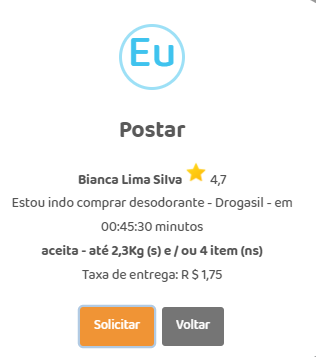 Eu
Postar
Bianca Lima Silva 4,7
Estou indo comprar desodorante - Drogasil - em
00:45:30 minutos
aceita - até 2,3Kg (s) e / ou 4 item (ns)
Taxa de entrega: R $ 1,75
Solicitar
Voltar